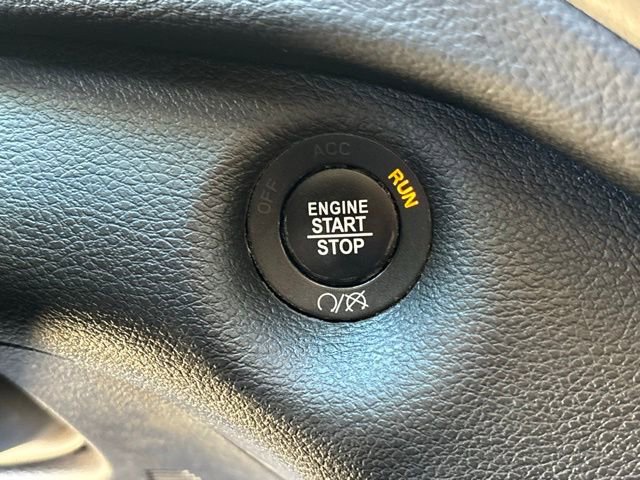 OFF
ACC
RUN
ENGINE
START
STOP